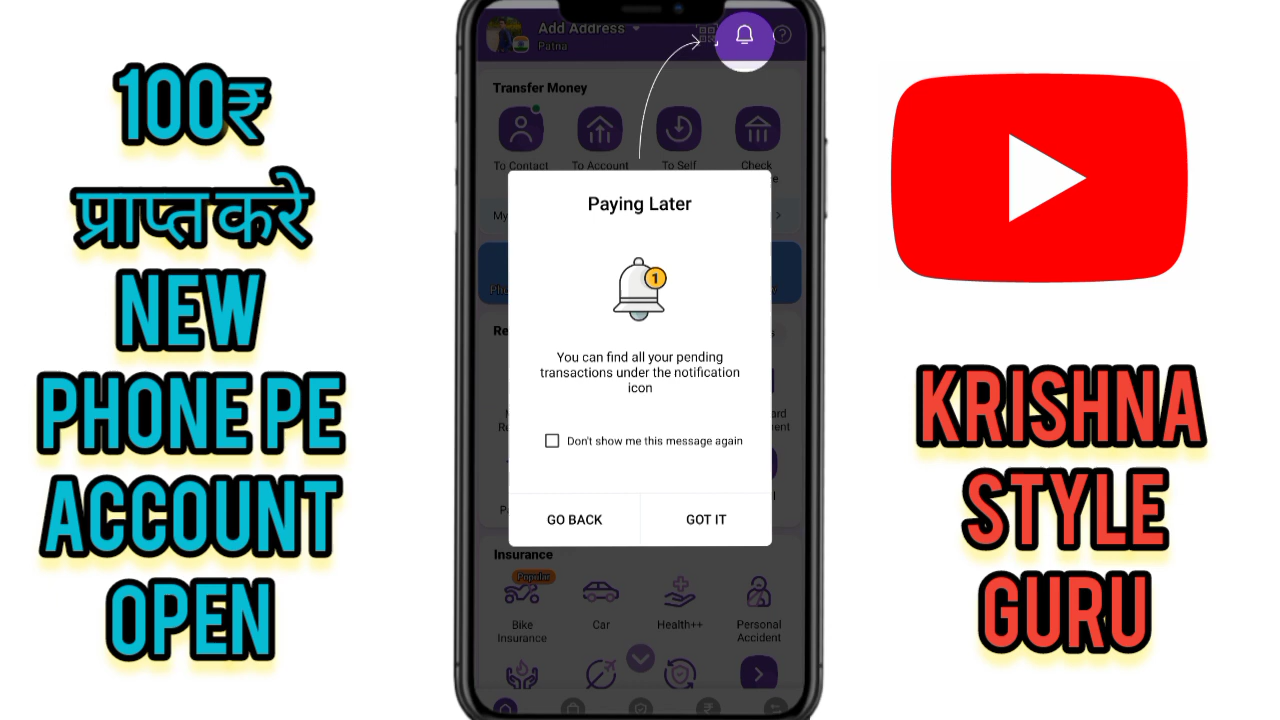 100₹
प्राप्त करे
NEW
PHONE PE
ACCOUNT
OPEN
Add Address
Patna
?
Transfer Money
To Contact
To Account
To Self
Check
My
Paying Later
1
You can find all your pending
transactions under the notification
icon
Don't show me this message again
GO BACK
GOT IT
Insurance
Popular
Bike
Insurance
Car
Health++
Personal
Accident
KRISHNA
STYLE
GURU